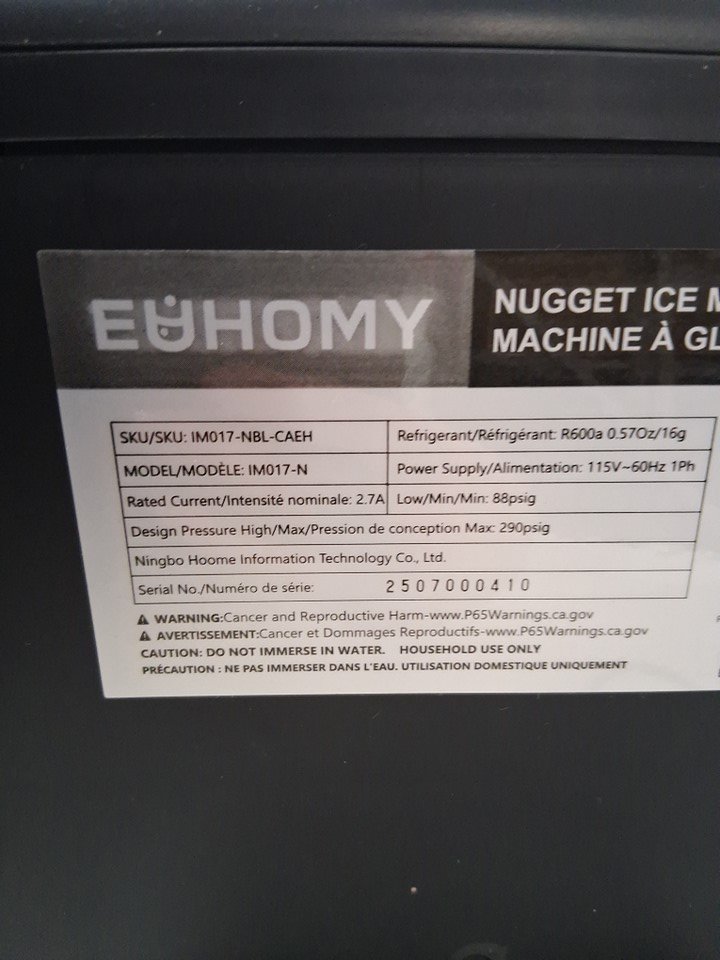 EUHOMY
NUGGET ICE
MACHINE À
SKU/SKU: IM017-NBL-CAEH
Refrigerant/Réfrigérant: R600a 0.57Oz/16g
MODEL/MODÈLE: IM017-N
Power Supply/Alimentation: 115V~60Hz 1Ph
Rated Current/Intensité nominale: 2.7A
Low/Min/Min: 88psig
Design Pressure High/Max/Pression de conception Max: 290psig
Ningbo Hoome Information Technology Co., Ltd.
Serial No./Numéro de série: 2507000410
WARNING:Cancer and Reproductive Harm-www.P65Warnings.ca.gov
AVERTISSEMENT:Cancer et Dommages Reproductifs-www.P65Warnings.ca.gov
CAUTION: DO NOT IMMERSE IN WATER. HOUSEHOLD USE ONLY
PRÉCAUTION : NE PAS IMMERSER DANS L'EAU. UTILISATION DOMESTIQUE UNIQUEMENT